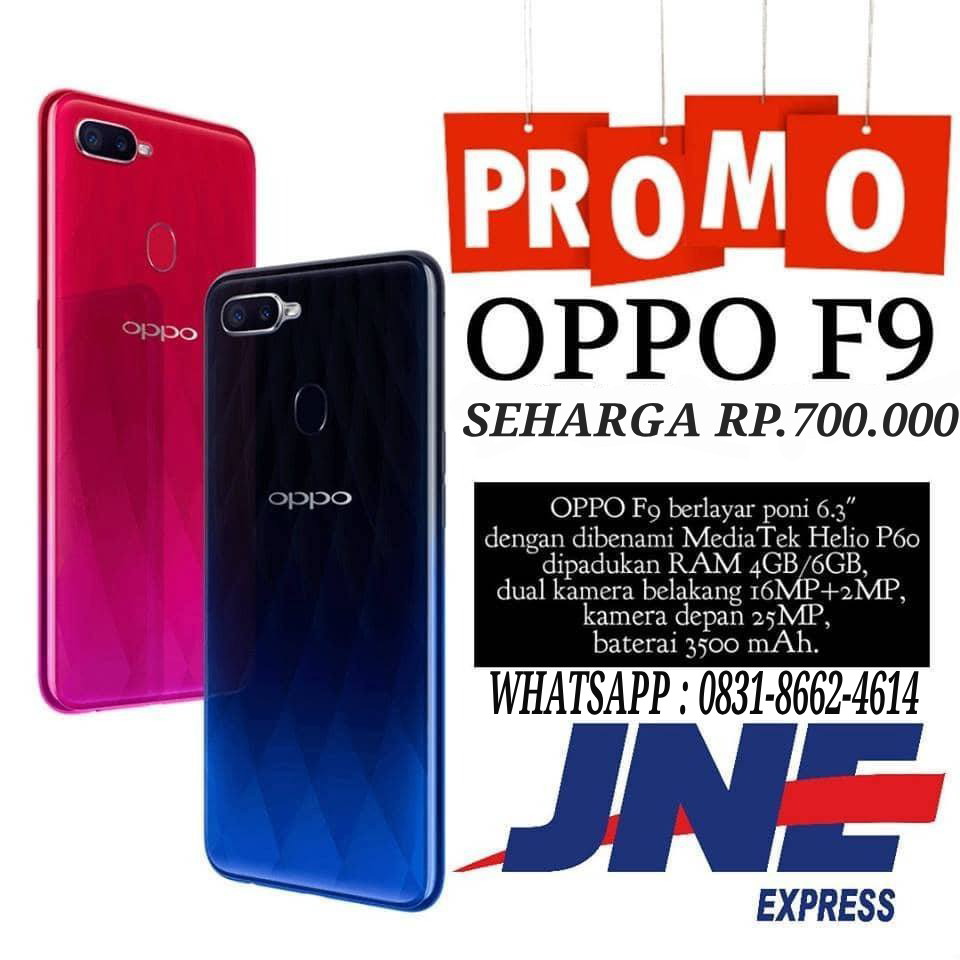 PROMO
OPPO F9
SEHARGA RP.700.000
oppo
oppo
OPPO F9 berlayar poni 6.3"
dengan dibenami MediaTek Helio P60
dipadukan RAM 4GB/6GB,
dual kamera belakang 16MP+2MP,
kamera depan 25MP,
baterai 3500 mAh.
WHATSAPP : 0831-8662-4614
JNE
EXPRESS